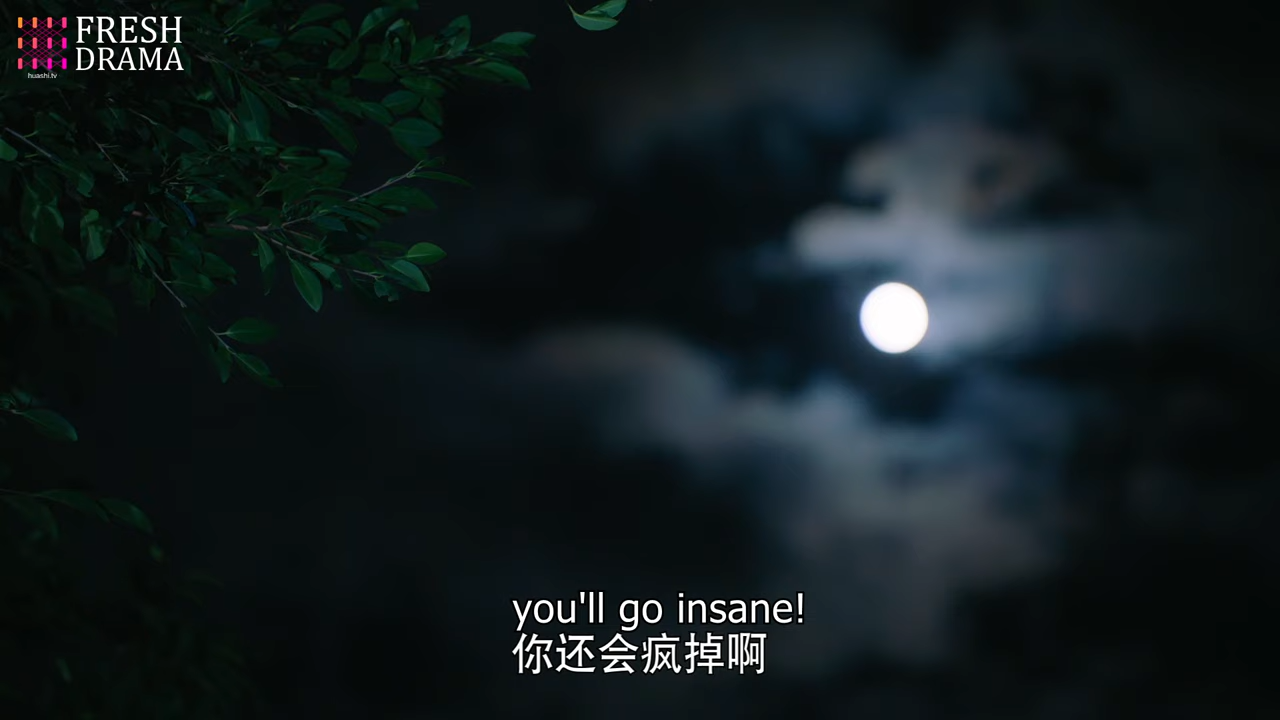 FRESH
DRAMA
huashi.tv
you'll go insane!
你还会疯掉啊